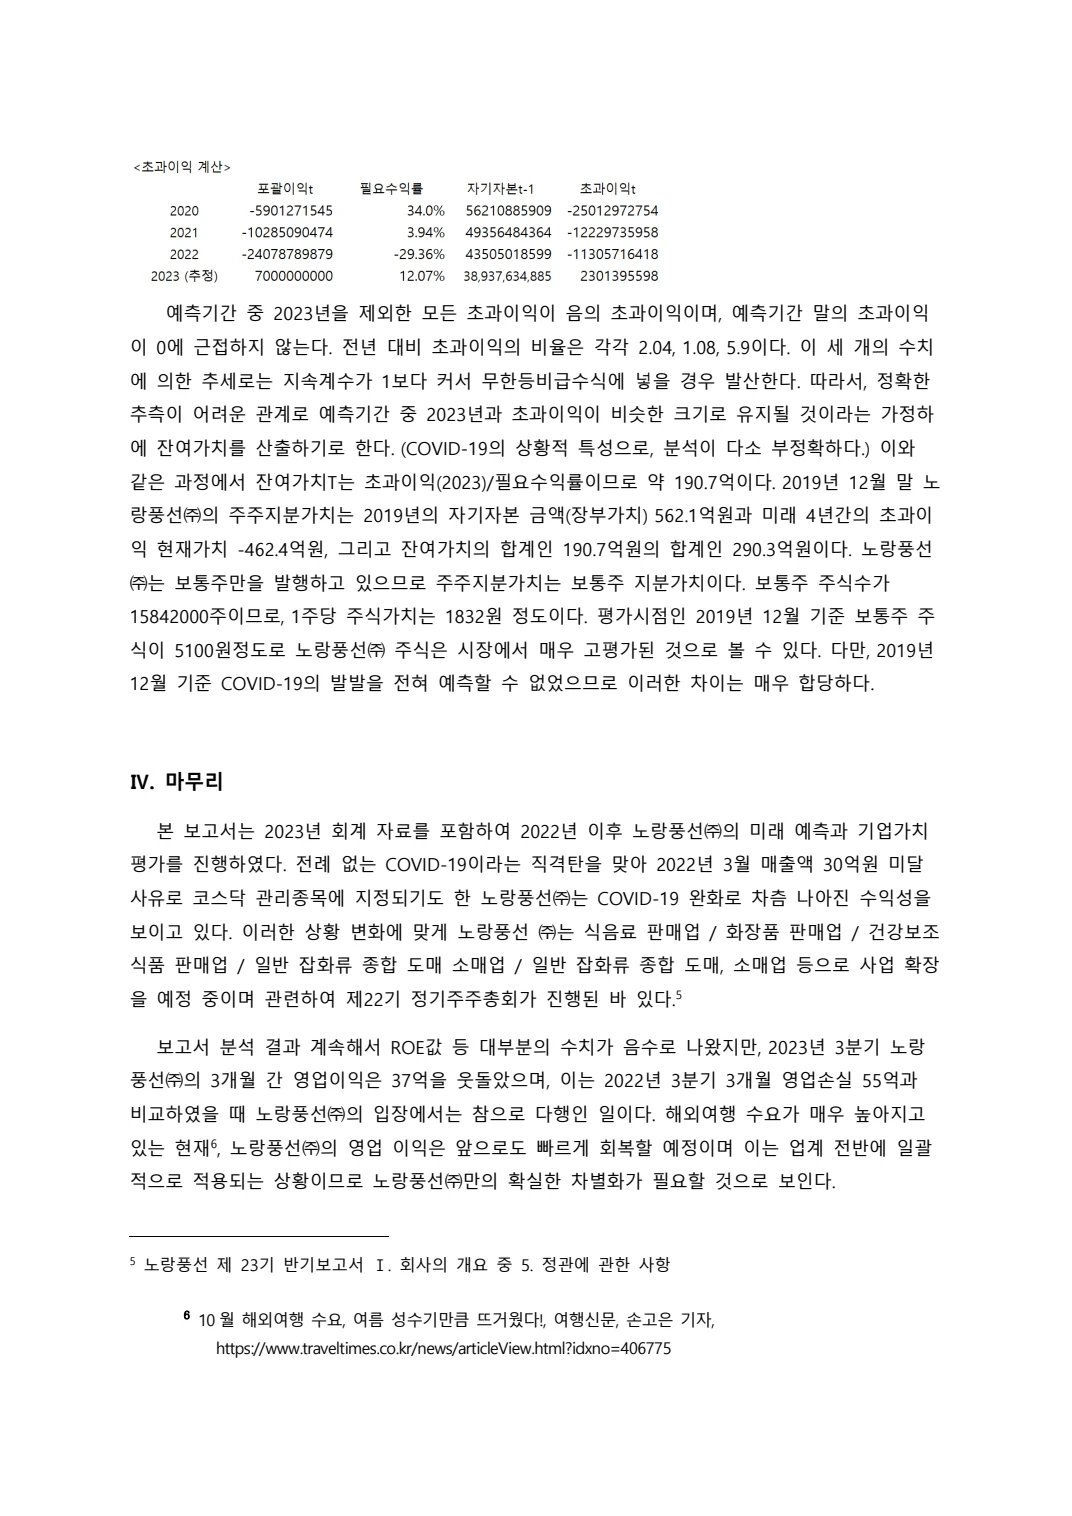 <초과이익 계산>
포괄이익t 필요수익률 자기자본t-1 초과이익t
2020 -5901271545 34.0% 56210885909 -25012972754
2021 -10285090474 3.94% 49356484364 -12229735958
2022 -24078789879 -29.36% 43505018599 -11305716418
2023 (추정) 7000000000 12.07% 38,937,634,885 2301395598
예측기간 중 2023년을 제외한 모든 초과이익이 음의 초과이익이며, 예측기간 말의 초과이익
이 0에 근접하지 않는다. 전년 대비 초과이익의 비율은 각각 2.04, 1.08, 5.9이다. 이 세 개의 수치
에 의한 추세로는 지속계수가 1보다 커서 무한등비급수식에 넣을 경우 발산한다. 따라서, 정확한
추측이 어려운 관계로 예측기간 중 2023년과 초과이익이 비슷한 크기로 유지될 것이라는 가정하
에 잔여가치를 산출하기로 한다. (COVID-19의 상황적 특성으로, 분석이 다소 부정확하다.) 이와
같은 과정에서 잔여가치T는 초과이익(2023)/필요수익률이므로 약 190.7억이다. 2019년 12월 말 노
랑풍선㈜의 주주지분가치는 2019년의 자기자본 금액(장부가치) 562.1억원과 미래 4년간의 초과이
익 현재가치 -462.4억원, 그리고 잔여가치의 합계인 190.7억원의 합계인 290.3억원이다. 노랑풍선
㈜는 보통주만을 발행하고 있으므로 주주지분가치는 보통주 지분가치이다. 보통주 주식수가
15842000주이므로, 1주당 주식가치는 1832원 정도이다. 평가시점인 2019년 12월 기준 보통주 주
식이 5100원정도로 노랑풍선㈜ 주식은 시장에서 매우 고평가된 것으로 볼 수 있다. 다만, 2019년
12월 기준 COVID-19의 발발을 전혀 예측할 수 없었으므로 이러한 차이는 매우 합당하다.
Ⅳ. 마무리
본 보고서는 2023년 회계 자료를 포함하여 2022년 이후 노랑풍선㈜의 미래 예측과 기업가치
평가를 진행하였다. 전례 없는 COVID-19이라는 직격탄을 맞아 2022년 3월 매출액 30억원 미달
사유로 코스닥 관리종목에 지정되기도 한 노랑풍선㈜는 COVID-19 완화로 차츰 나아진 수익성을
보이고 있다. 이러한 상황 변화에 맞게 노랑풍선 ㈜는 식음료 판매업 / 화장품 판매업 / 건강보조
식품 판매업 / 일반 잡화류 종합 도매 소매업 / 일반 잡화류 종합 도매, 소매업 등으로 사업 확장
을 예정 중이며 관련하여 제22기 정기주주총회가 진행된 바 있다.5
보고서 분석 결과 계속해서 ROE값 등 대부분의 수치가 음수로 나왔지만, 2023년 3분기 노랑
풍선㈜의 3개월 간 영업이익은 37억을 웃돌았으며, 이는 2022년 3분기 3개월 영업손실 55억과
비교하였을 때 노랑풍선㈜의 입장에서는 참으로 다행인 일이다. 해외여행 수요가 매우 높아지고
있는 현재6, 노랑풍선㈜의 영업 이익은 앞으로도 빠르게 회복할 예정이며 이는 업계 전반에 일괄
적으로 적용되는 상황이므로 노랑풍선㈜만의 확실한 차별화가 필요할 것으로 보인다.
5 노랑풍선 제 23기 반기보고서 Ⅰ. 회사의 개요 중 5. 정관에 관한 사항
6 10월 해외여행 수요, 여름 성수기만큼 뜨거웠다!, 여행신문, 손고은 기자,
https://www.traveltimes.co.kr/news/articleView.html?idxno=406775